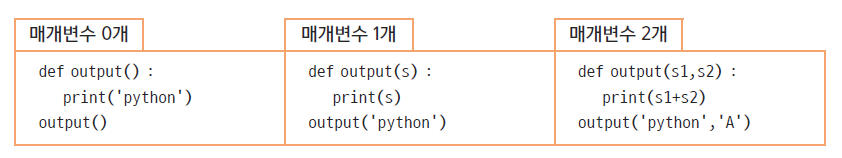 매개변수 0개
def output() :
print('python')
output()
매개변수 1개
def output(s) :
print(s)
output('python')
매개변수 2개
def output(s1,s2) :
print(s1+s2)
output('python','A')